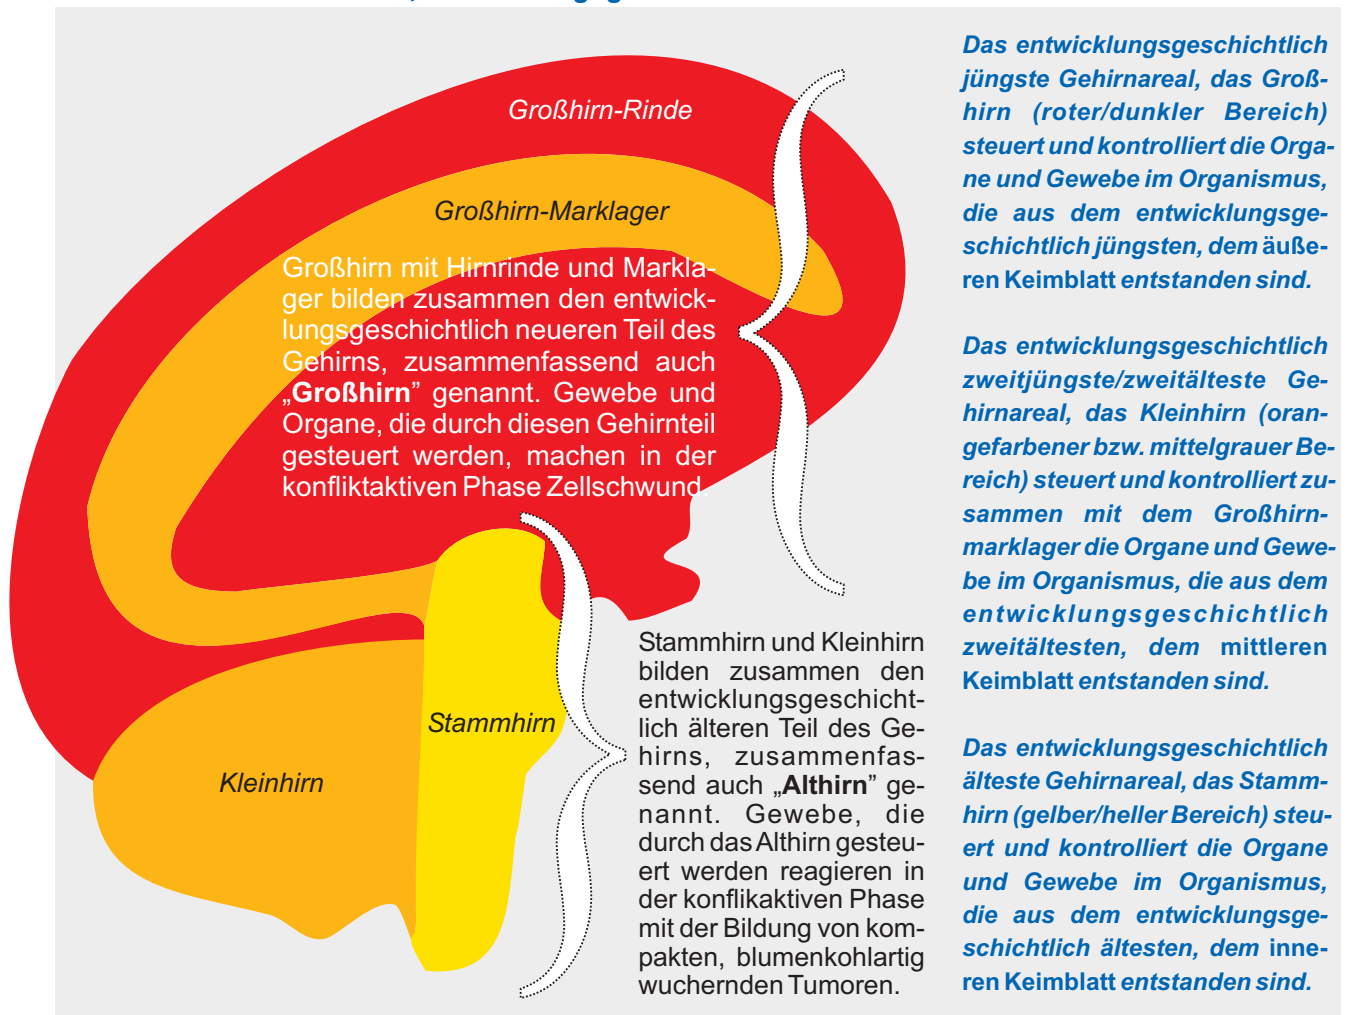 Großhirn-Rinde
Großhirn-Marklager
Großhirn mit Hirnrinde und Markla-
ger bilden zusammen den entwick-
lungsgeschichtlich neueren Teil des
Gehirns, zusammenfassend auch
„Großhirn” genannt. Gewebe und
Organe, die durch diesen Gehirnteil
gesteuert werden, machen in der
konfliktaktiven Phase Zellschwund.
Stammhirn
Kleinhirn
Stammhirn und Kleinhirn
bilden zusammen den
entwicklungsgeschicht-
lich älteren Teil des Ge-
hirns, zusammenfas-
send auch „Althirn” ge-
nannt. Gewebe, die
durch das Althirn gesteu-
ert werden reagieren in
der konflikaktiven Phase
mit der Bildung von kom-
pakten, blumenkohlartig
wuchernden Tumoren.
Das entwicklungsgeschichtlich
jüngste Gehirnareal, das Groß-
hirn (roter/dunkler Bereich)
steuert und kontrolliert die Orga-
ne und Gewebe im Organismus,
die aus dem entwicklungsge-
schichtlich jüngsten, dem äuße-
ren Keimblatt entstanden sind.
Das entwicklungsgeschichtlich
zweitjüngste/zweitälteste Ge-
hirnareal, das Kleinhirn (oran-
gefarbener bzw. mittelgrauer Be-
reich) steuert und kontrolliert zu-
sammen mit dem Großhirn-
marklager die Organe und Gewe-
be im Organismus, die aus dem
entwicklungsgeschichtlich
zweitältesten, dem mittleren
Keimblatt entstanden sind.
Das entwicklungsgeschichtlich
älteste Gehirnareal, das Stamm-
hirn (gelber/heller Bereich) steu-
ert und kontrolliert die Organe
und Gewebe im Organismus,
die aus dem entwicklungsge-
schichtlich ältesten, dem inne-
ren Keimblatt entstanden sind.